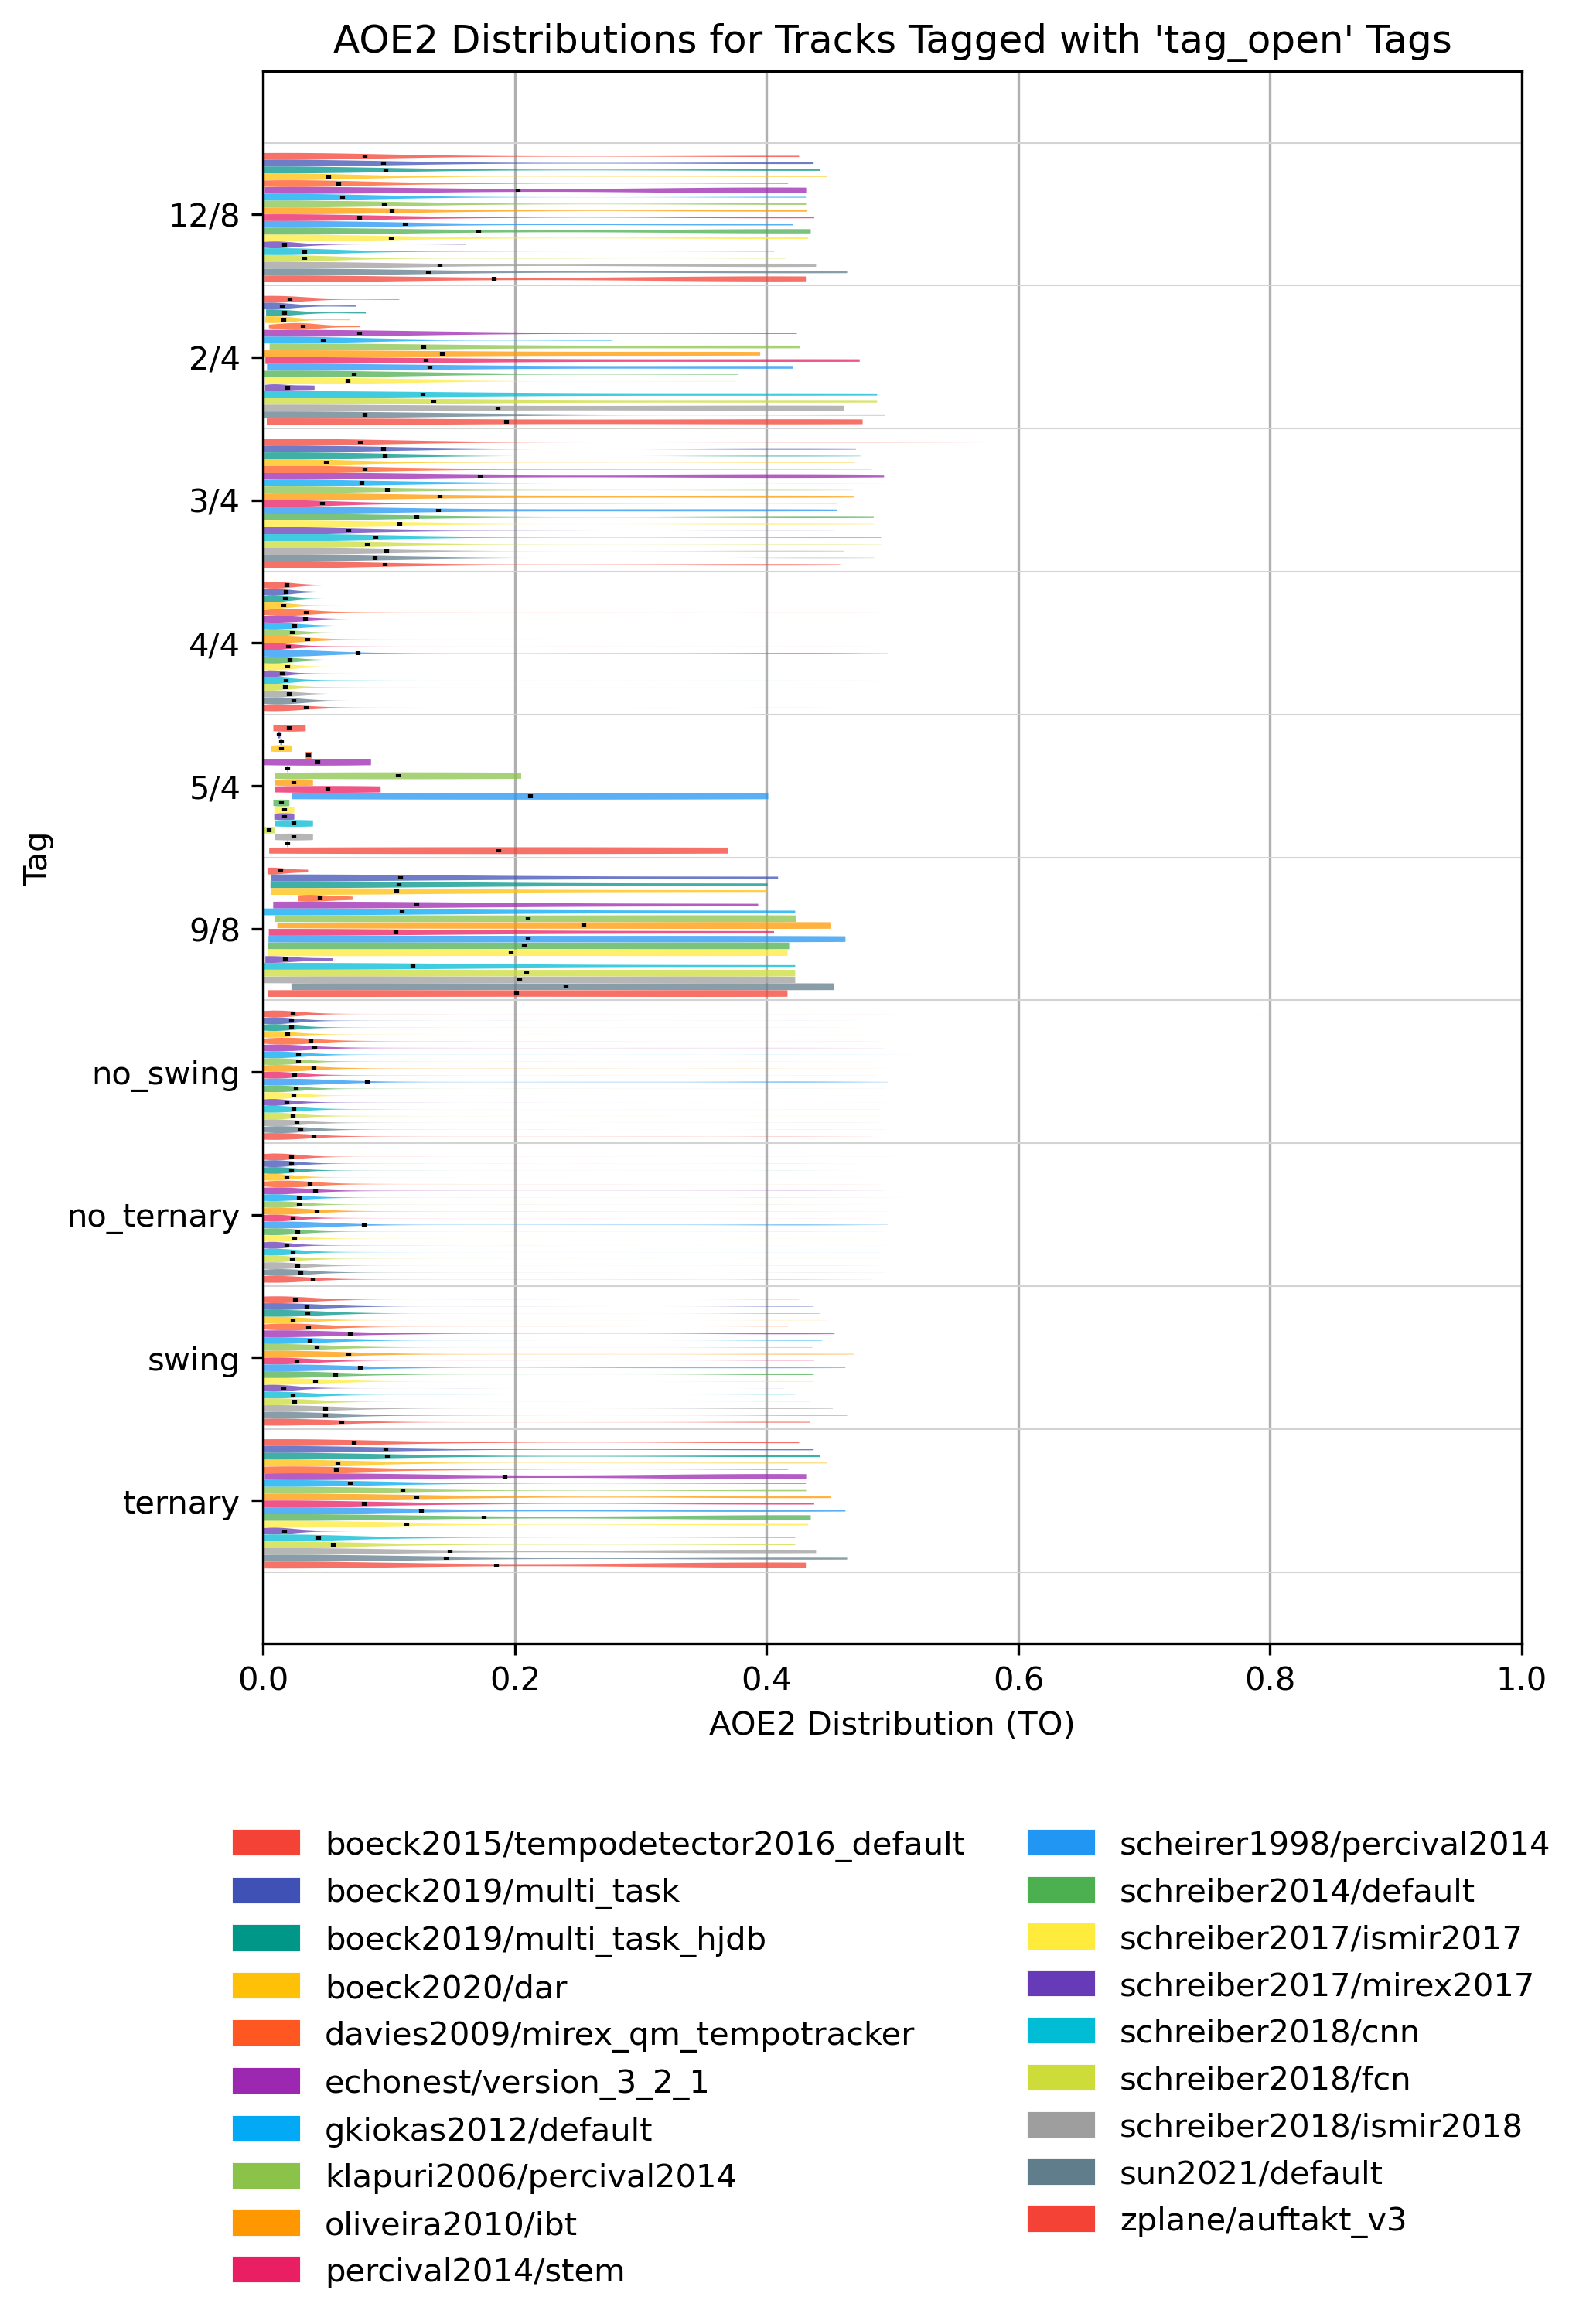 AOE2 Distributions for Tracks Tagged with 'tag_open' Tags
Tag
12/8
2/4
3/4
4/4
5/4
9/8
no_swing
no_ternary
swing
ternary
0.0 0.2 0.4 0.6 0.8 1.0
AOE2 Distribution (TO)
boeck2015/tempodetector2016_default
boeck2019/multi_task
boeck2019/multi_task_hjdb
boeck2020/dar
davies2009/mirex_qm_tempotracker
echonest/version_3_2_1
gkiokas2012/default
klapuri2006/percival2014
oliveira2010/ibt
percival2014/stem
scheirer1998/percival2014
schreiber2014/default
schreiber2017/ismir2017
schreiber2017/mirex2017
schreiber2018/cnn
schreiber2018/fcn
schreiber2018/ismir2018
sun2021/default
zplane/auftakt_v3